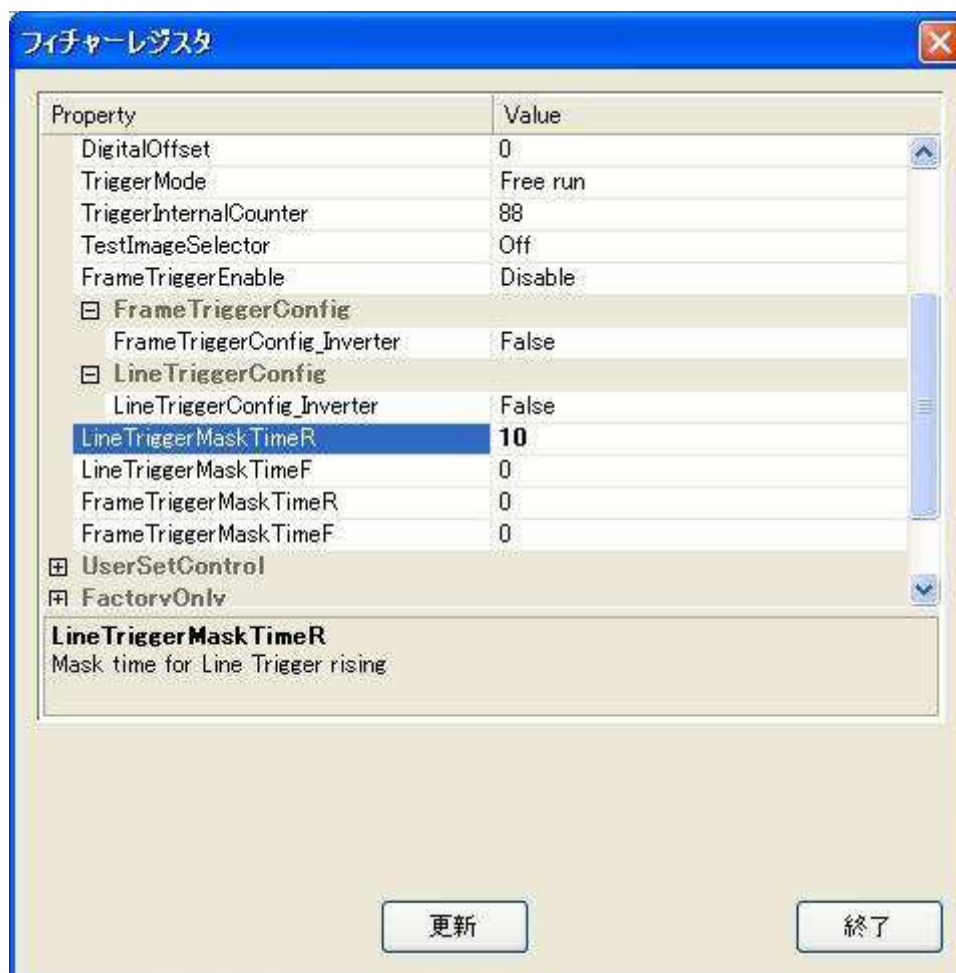 フィチャーレジスタ
Property Value
DigitalOffset 0
TriggerMode Free run
TriggerInternalCounter 88
TestImageSelector Off
FrameTriggerEnable Disable
FrameTriggerConfig
FrameTriggerConfig_Inverter False
LineTriggerConfig
LineTriggerConfig_Inverter False
LineTriggerMaskTimeR 10
LineTriggerMaskTimeF 0
FrameTriggerMaskTimeR 0
FrameTriggerMaskTimeF 0
UserSetControl
FactoryOnly
LineTriggerMaskTimeR
Mask time for Line Trigger rising
更新 終了